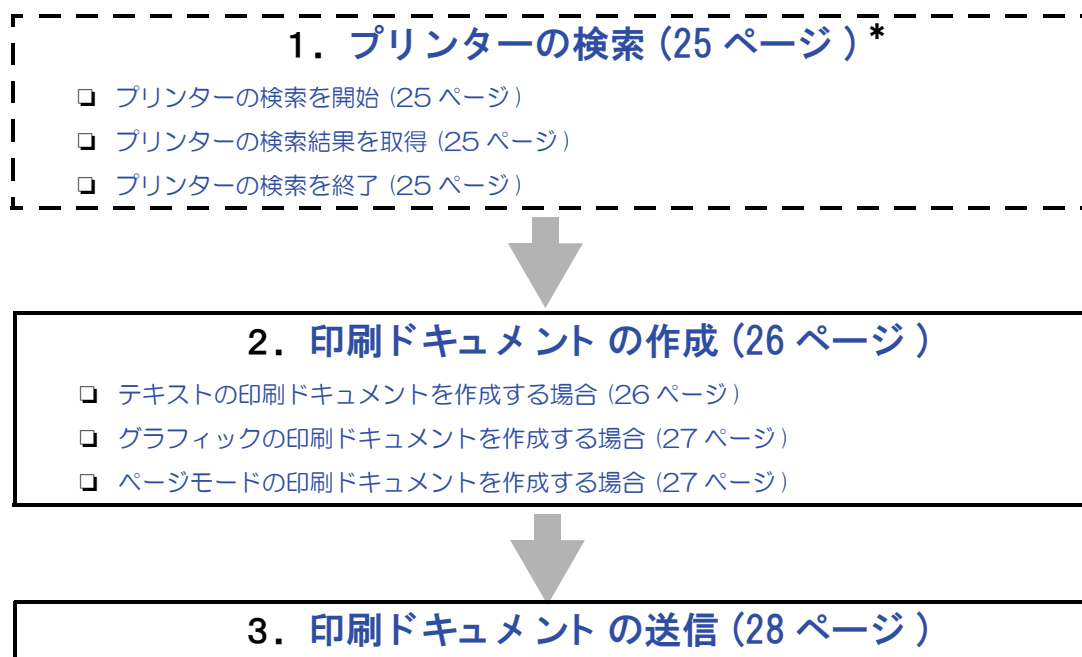 1. プリンターの検索 (25 ページ)*
❏ プリンターの検索を開始 (25 ページ)
❏ プリンターの検索結果を取得 (25 ページ)
❏ プリンターの検索を終了 (25 ページ)
2. 印刷ドキュメントの作成 (26 ページ)
❏ テキストの印刷ドキュメントを作成する場合 (26 ページ)
❏ グラフィックの印刷ドキュメントを作成する場合 (27 ページ)
❏ ページモードの印刷ドキュメントを作成する場合 (27 ページ)
3. 印刷ドキュメントの送信 (28 ページ)